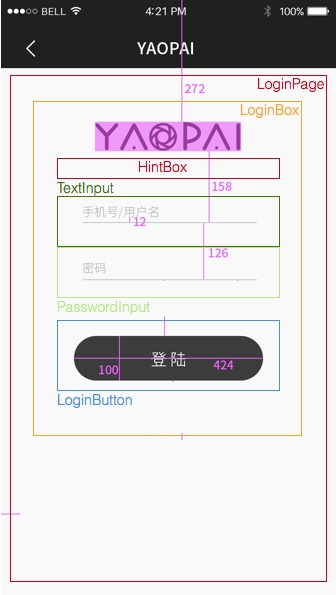 BELL 4:21 PM 100%
YAOPAI
LoginPage
272
LoginBox
YAOPAI
HintBox
TextInput 158
手机号/用户名
12
126
密码
PasswordInput
登 陆
100 424
LoginButton